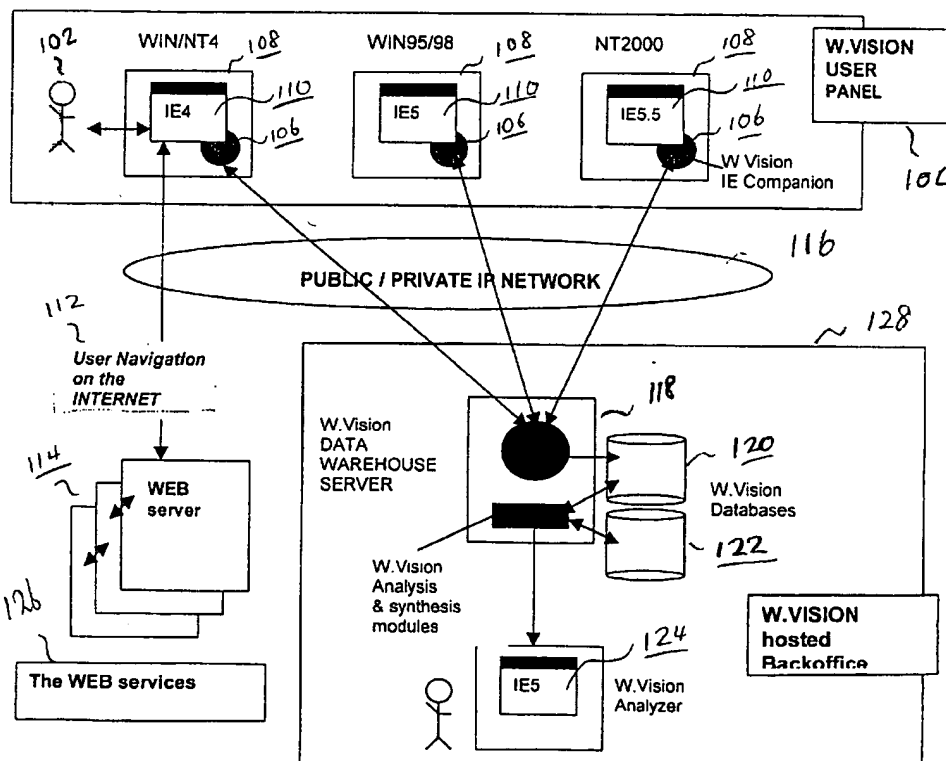 102
WIN/NT4
108
WIN95/98
108
NT2000
108
W.VISION
USER
PANEL
IE4
110
IE5
110
IE5.5
110
106
106
106
W Vision
IE Companion
116
PUBLIC / PRIVATE IP NETWORK
112
User Navigation
on the
INTERNET
128
118
W.Vision
DATA
WAREHOUSE
SERVER
120
W.Vision
Databases
122
114
WEB
server
W.Vision
Analysis
& synthesis
modules
126
The WEB services
W.VISION
hosted
Backoffice
124
IE5
W.Vision
Analyzer